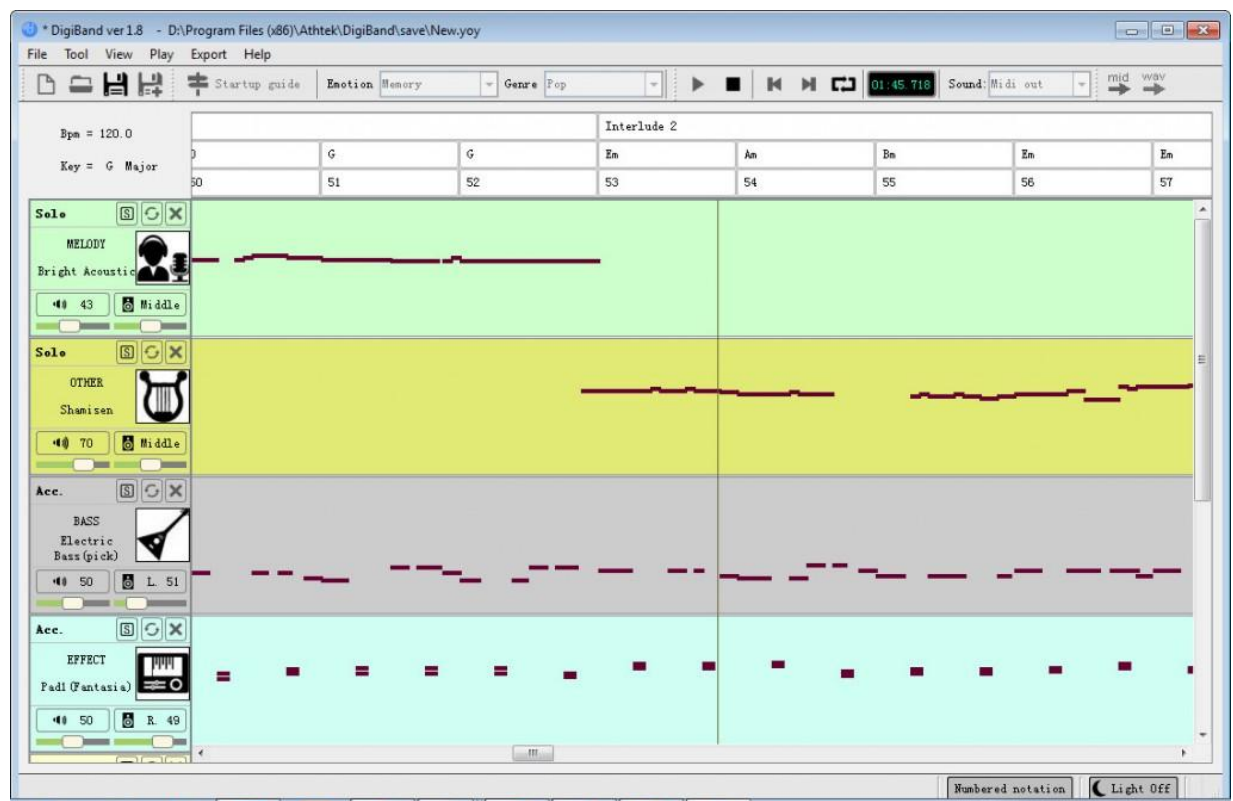 * DigiBand ver 1.8 - D:\Program Files (x86)\Athtek\DigiBand\save\New.yoy
File Tool View Play Export Help
Startup guide Emotion Memory Genre Pop 01:45.718 Sound: Midi out mid wav
Bpm = 120.0
Interlude 2
Key = G Major
G G Em Am Bm Em Em
50 51 52 53 54 55 56 57
Solo S
MELODY
Bright Acoustic
43 Middle
Solo S
OTHER
Shamisen
70 Middle
Acc. S
BASS
Electric
Bass(pick)
50 L. 51
Acc. S
EFFECT
Pad1(Fantasia)
50 R. 49
Numbered notation Light Off